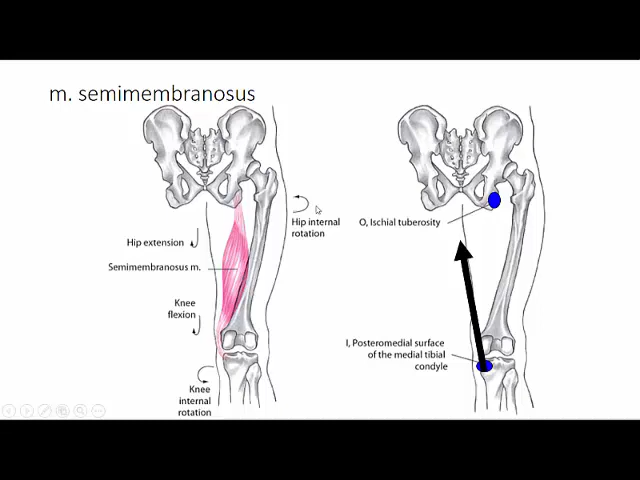 m. semimembranosus
Hip internal
rotation
Hip extension
Semimembranosus m.
Knee
flexion
Knee
internal
rotation
O, Ischial tuberosity
I, Posteromedial surface
of the medial tibial
condyle